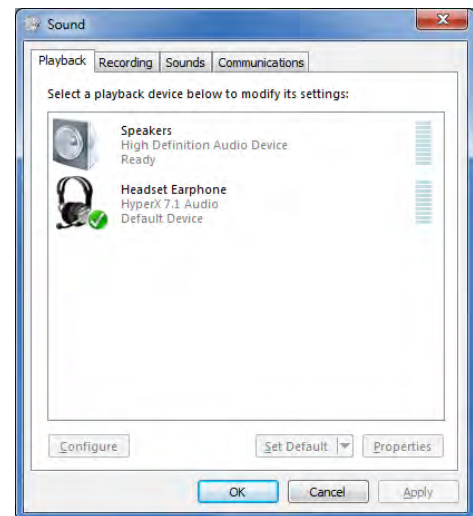 Sound
Playback Recording Sounds Communications
Select a playback device below to modify its settings:
Speakers
High Definition Audio Device
Ready
Headset Earphone
HyperX 7.1 Audio
Default Device
Configure Set Default Properties
OK Cancel Apply